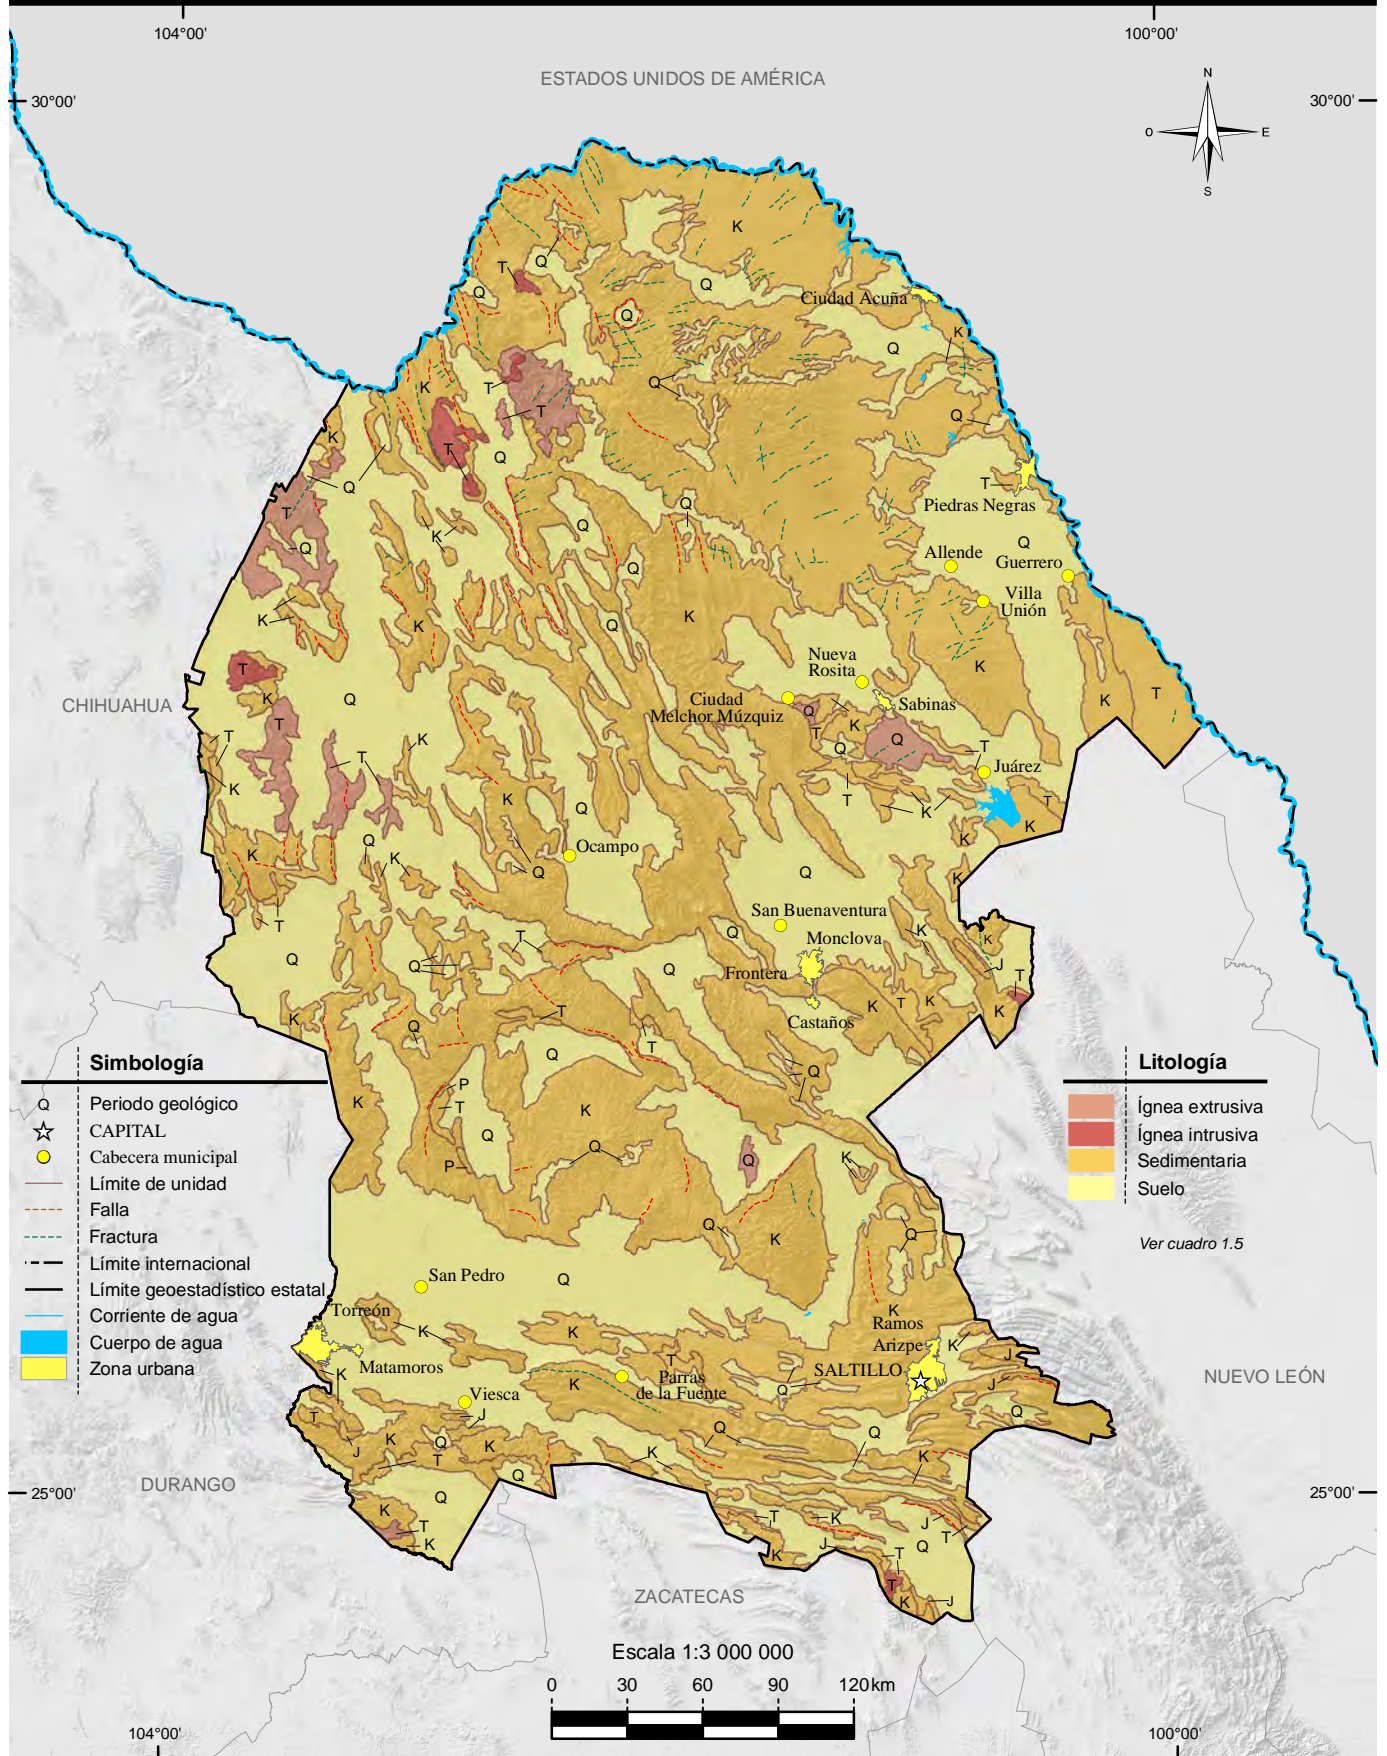 104°00'
100°00'
ESTADOS UNIDOS DE AMÉRICA
30°00'
30°00'
N
O
E
S
K
Q
T
Q
Q
Q
Ciudad Acuña
Q
K
Q
T
K
Q
T
Q
K
T
Q
Q
T
Piedras Negras
Q
Q
T
K
Q
Q
Q
Allende
Guerrero
Q
Villa
Unión
K
K
Q
K
Nueva
Rosita
K
T
K
CHIHUAHUA
Q
K
Ciudad
Melchor Múzquiz
Sabinas
K
T
T
Q
T
K
Q
Q
T
K
T
T
Juárez
K
K
Q
T
K
T
K
K
Q
Ocampo
K
K
K
Q
Q
K
San Buenaventura
T
T
Q
K
K
Monclova
Q
Q
Q
Frontera
J
T
K
T
K
K
Castaños
K
Q
T
T
Q
Q
Simbología
Q Periodo geológico
CAPITAL
Cabecera municipal
Límite de unidad
Falla
Fractura
Límite internacional
Límite geoestadístico estatal
Corriente de agua
Cuerpo de agua
Zona urbana
Litología
Ígnea extrusiva
Ígnea intrusiva
Sedimentaria
Suelo
Ver cuadro 1.5
K
P
T
K
Q
Q
P
Q
K
Q
Q
K
San Pedro
Q
Torreón
K
K
K
Ramos
Arizpe
K
Matamoros
K
T
Parras
de la Fuente
K
SALTILLO
J
J
NUEVO LEÓN
Viesca
Q
J
Q
T
J
K
Q
T
K
Q
K
Q
K
DURANGO
Q
Q
25°00'
25°00'
K
T
K
T
K
K
J
J
T
Q
T
T
K
J
ZACATECAS
Escala 1:3 000 000
0 30 60 90 120 km
104°00'
100°00'